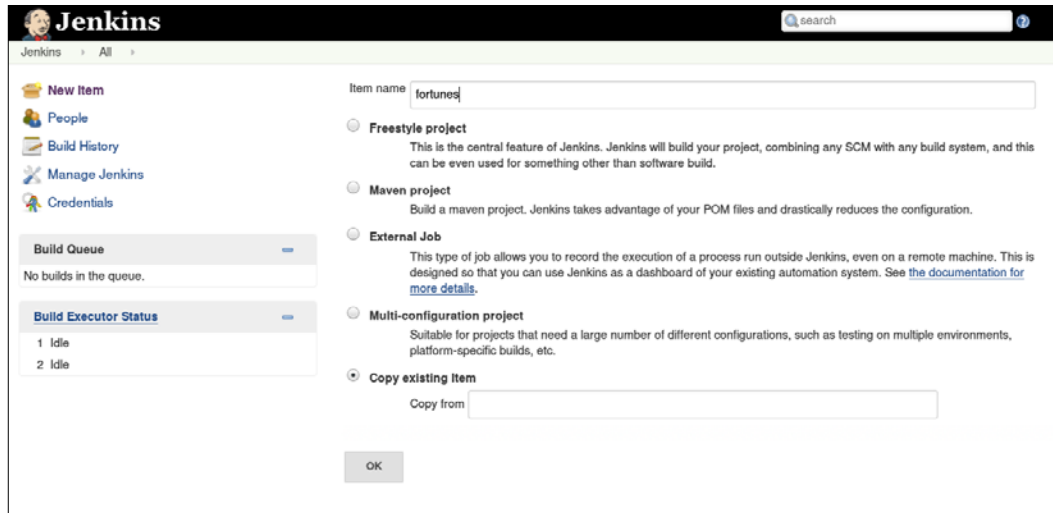 Jenkins
search
Jenkins
All
New Item
People
Build History
Manage Jenkins
Credentials
Build Queue
No builds in the queue.
Build Executor Status
1 Idle
2 Idle
Item name fortunes
Freestyle project
This is the central feature of Jenkins. Jenkins will build your project, combining any SCM with any build system, and this
can be even used for something other than software build.
Maven project
Build a maven project. Jenkins takes advantage of your POM files and drastically reduces the configuration.
External Job
This type of job allows you to record the execution of a process run outside Jenkins, even on a remote machine. This is
designed so that you can use Jenkins as a dashboard of your existing automation system. See the documentation for
more details.
Multi-configuration project
Suitable for projects that need a large number of different configurations, such as testing on multiple environments,
platform-specific builds, etc.
Copy existing Item
Copy from
OK